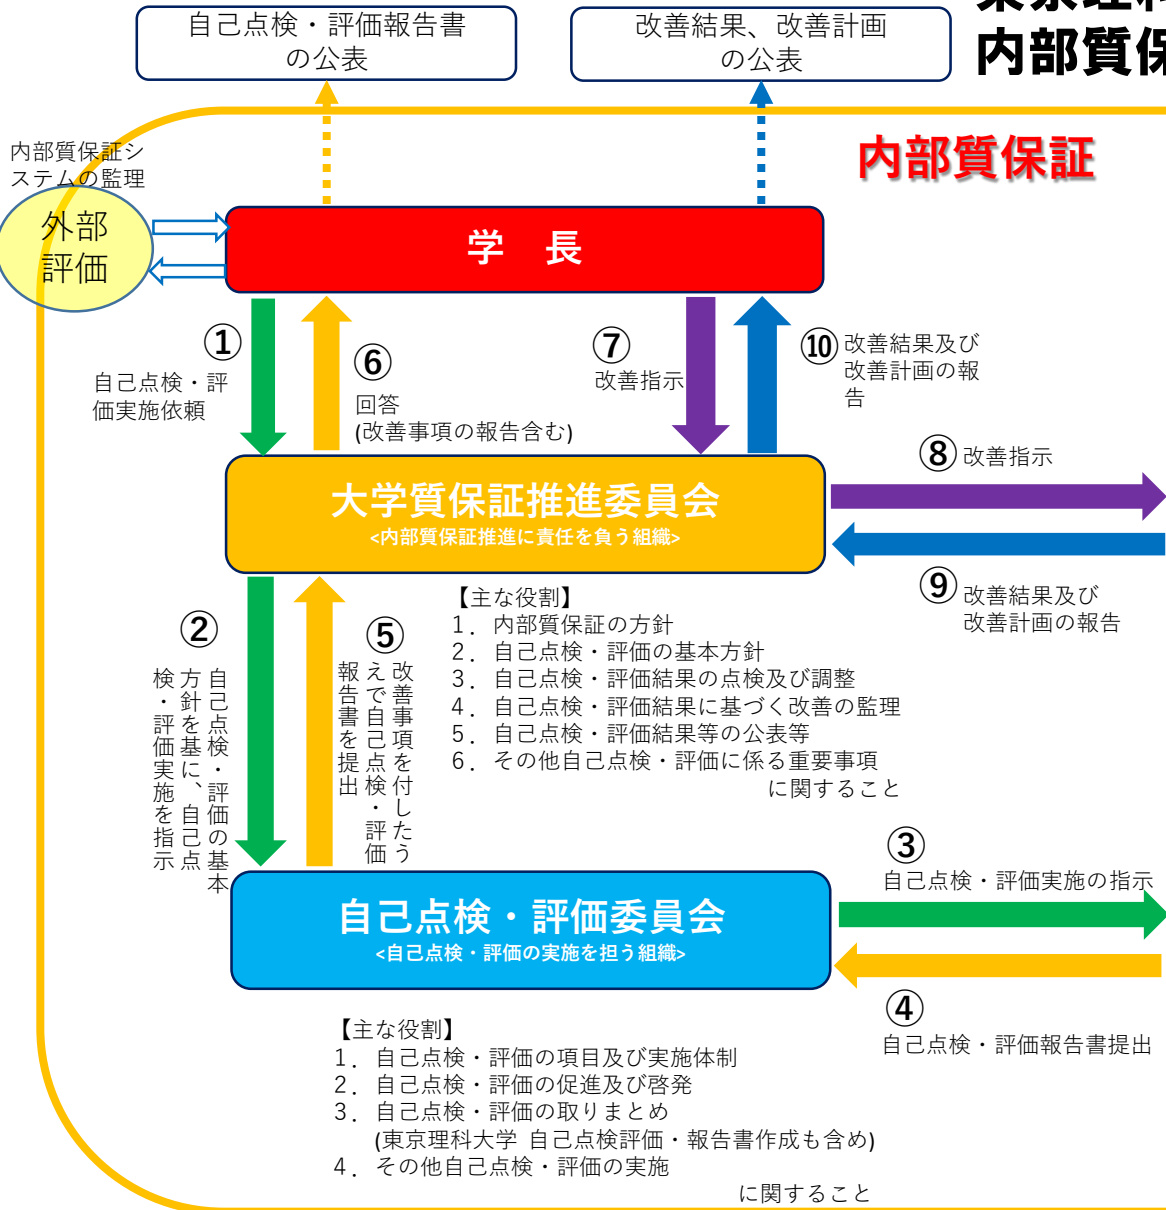 自己点検・評価報告書
の公表
改善結果、改善計画
の公表
内部質保
内部質保証シ
ステムの監理
外部
評価
内部質保証
学 長
①
自己点検・評
価実施依頼
⑥
回答
(改善事項の報告含む)
⑦
改善指示
⑩
改善結果及び
改善計画の報
告
大学質保証推進委員会
<内部質保証推進に責任を負う組織>
⑧ 改善指示
⑨ 改善結果及び
改善計画の報告
②
自己点検・評価の基本
方針を基に、自己点
検・評価実施を指示
⑤
改善事項を付したう
えで自己点検・評価
報告書を提出
【主な役割】
1. 内部質保証の方針
2. 自己点検・評価の基本方針
3. 自己点検・評価結果の点検及び調整
4. 自己点検・評価結果に基づく改善の監理
5. 自己点検・評価結果等の公表等
6. その他自己点検・評価に係る重要事項
に関すること
自己点検・評価委員会
<自己点検・評価の実施を担う組織>
③
自己点検・評価実施の指示
④
自己点検・評価報告書提出
【主な役割】
1. 自己点検・評価の項目及び実施体制
2. 自己点検・評価の促進及び啓発
3. 自己点検・評価の取りまとめ
(東京理科大学 自己点検評価・報告書作成も含め)
4. その他自己点検・評価の実施
に関すること